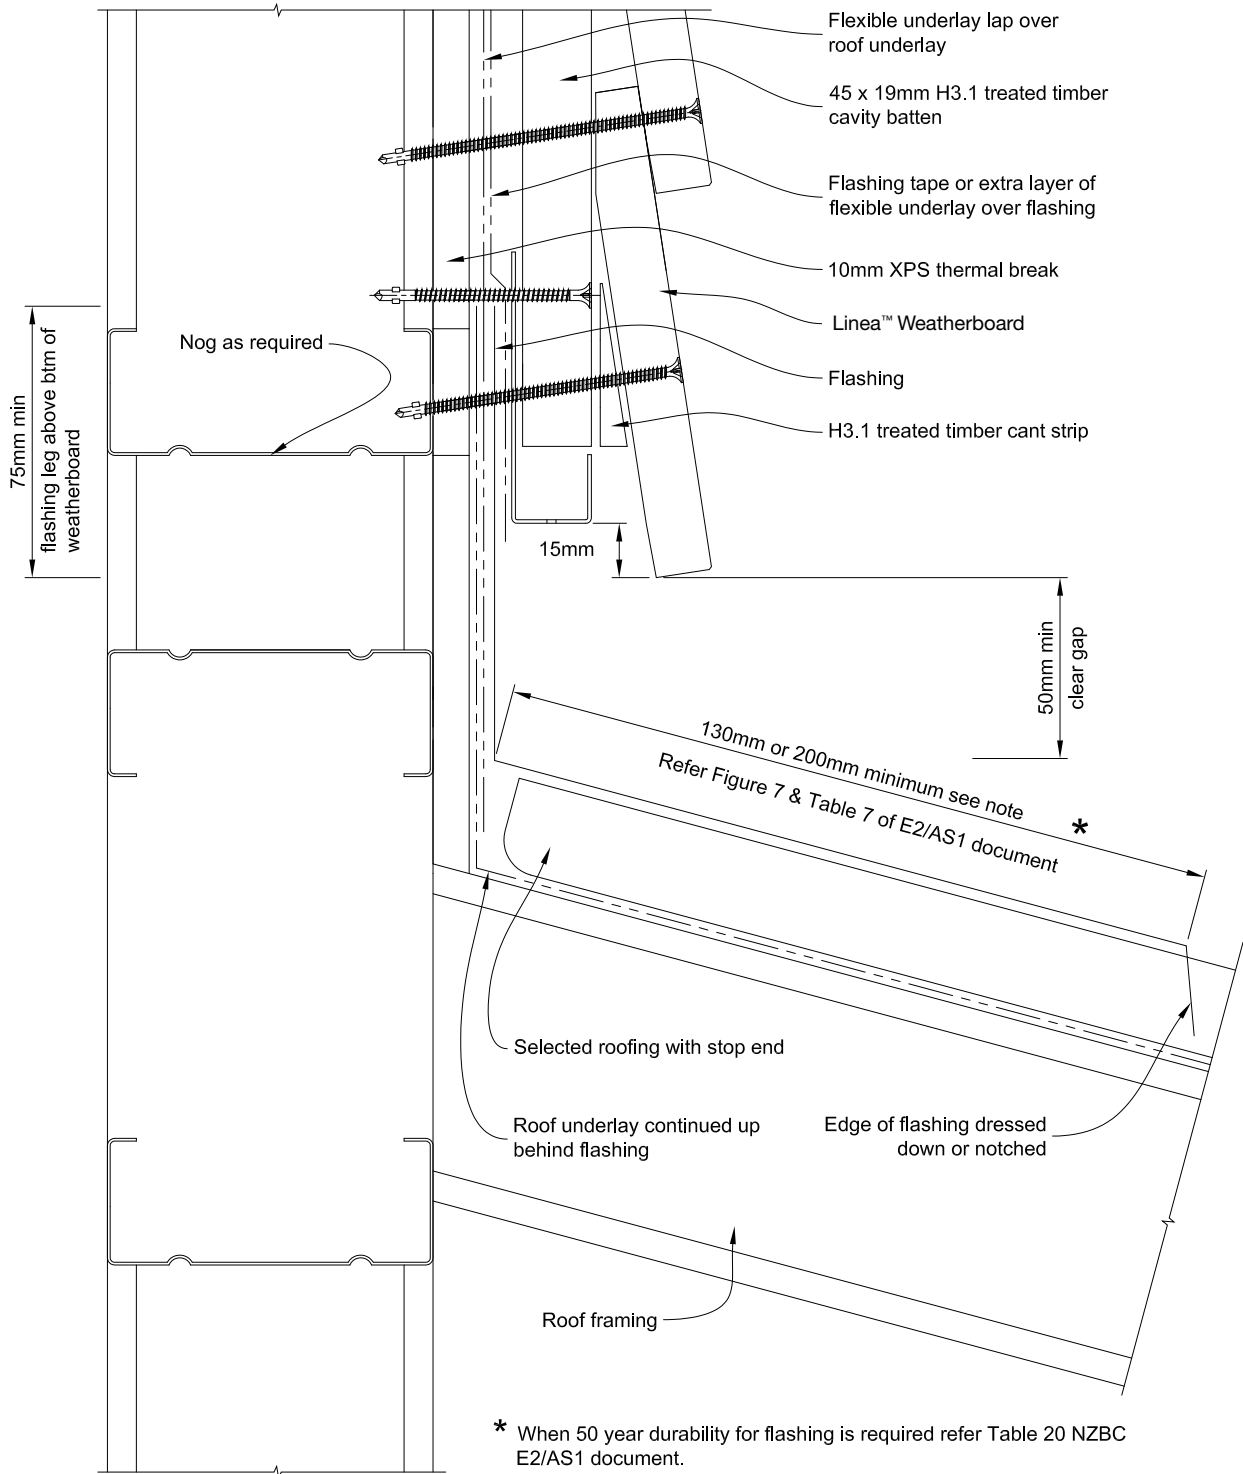 Flexible underlay lap over
roof underlay
45 x 19mm H3.1 treated timber
cavity batten
Flashing tape or extra layer of
flexible underlay over flashing
10mm XPS thermal break
Linea™ Weatherboard
Nog as required
Flashing
H3.1 treated timber cant strip
75mm min
flashing leg above btm of
weatherboard
15mm
50mm min
clear gap
130mm or 200mm minimum see note
Refer Figure 7 & Table 7 of E2/AS1 document
*
Selected roofing with stop end
Roof underlay continued up
behind flashing
Edge of flashing dressed
down or notched
Roof framing
* When 50 year durability for flashing is required refer Table 20 NZBC
E2/AS1 document.